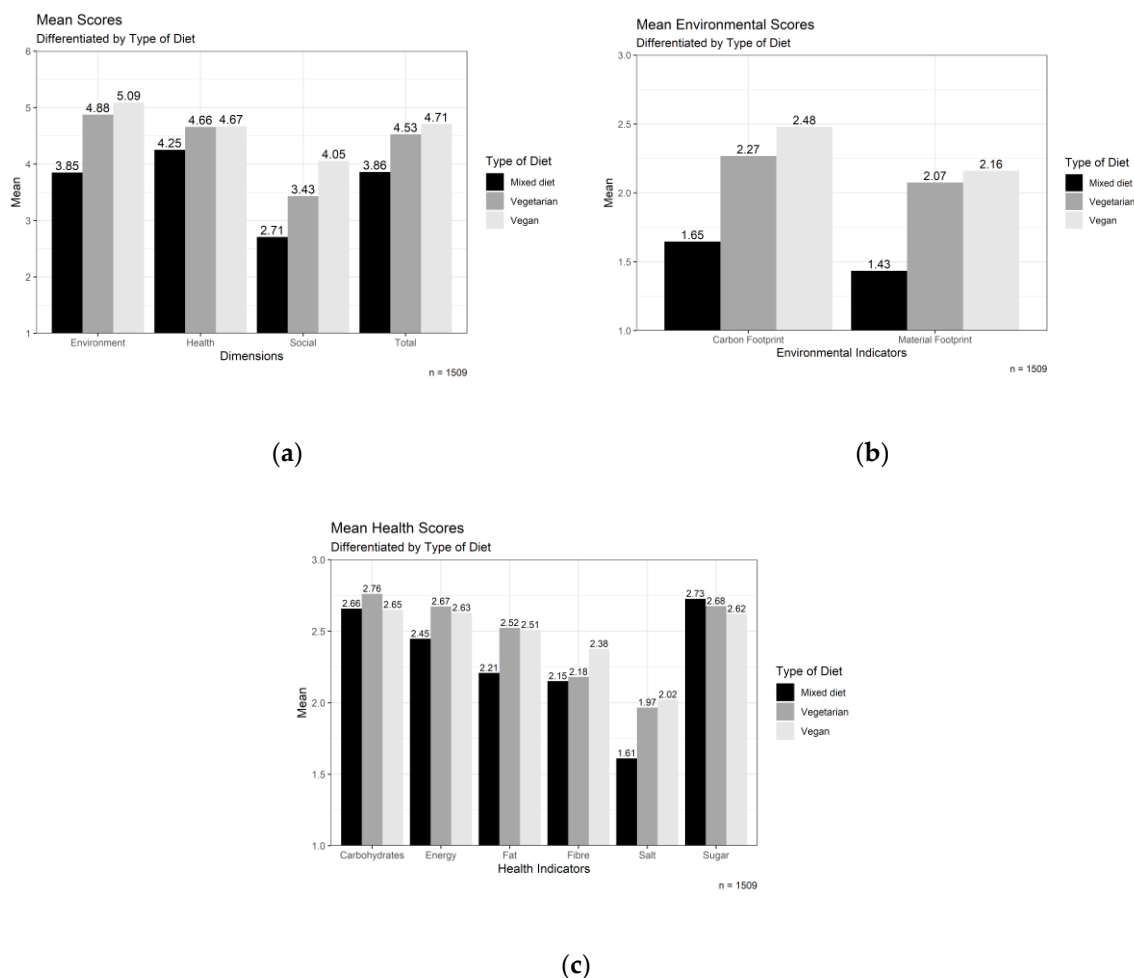 Mean Scores
Differentiated by Type of Diet
6
5
4
3
2
1
Mean
3.85 4.88 5.09 4.25 4.66 4.67 2.71 3.43 4.05 3.86 4.53 4.71
Environment Health Social Total
Dimensions
n = 1509
Type of Diet
Mixed diet
Vegetarian
Vegan
(a)
Mean Environmental Scores
Differentiated by Type of Diet
3.0
2.5
2.0
1.5
1.0
Mean
1.65 2.27 2.48 1.43 2.07 2.16
Carbon Footprint Material Footprint
Environmental Indicators
n = 1509
Type of Diet
Mixed diet
Vegetarian
Vegan
(b)
Mean Health Scores
Differentiated by Type of Diet
3.0
2.5
2.0
1.5
1.0
Mean
2.66 2.76 2.65 2.45 2.67 2.63 2.21 2.52 2.51 2.15 2.18 2.38 1.61 1.97 2.02 2.73 2.68 2.62
Carbohydrates Energy Fat Fibre Salt Sugar
Health Indicators
n = 1509
Type of Diet
Mixed diet
Vegetarian
Vegan
(c)